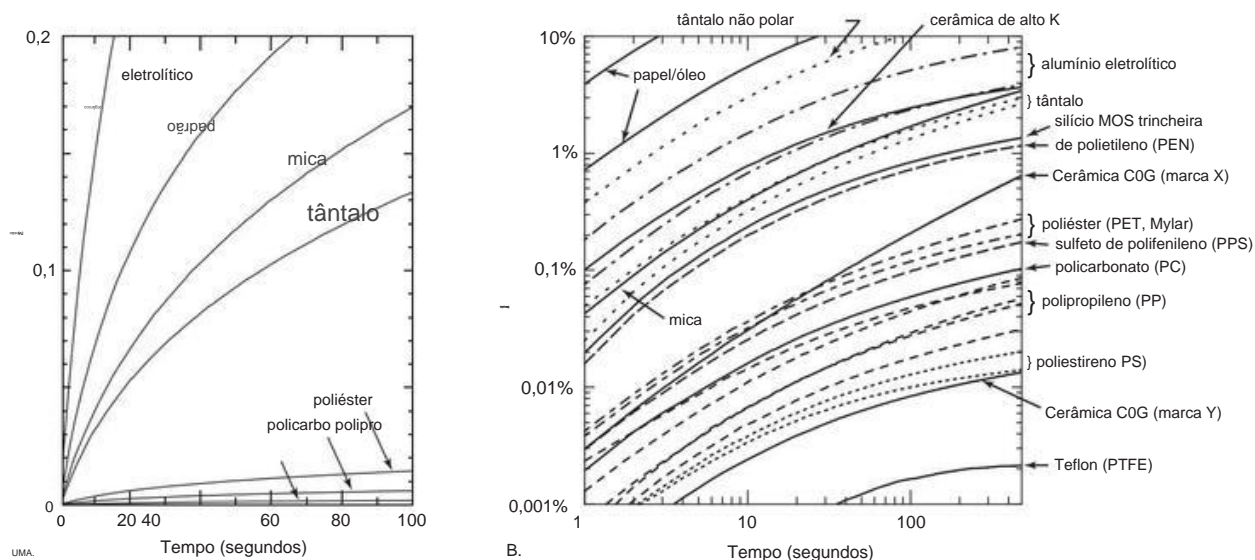 0,2
0,1
0
eletrolítico
padrão
mica
tântalo
poliéster
policarbo polipro
0 20 40 60 80 100
Tempo (segundos)
UMA.
tântalo não polar
cerâmica de alto K
papel/óleo
10%
1%
0,1%
0,01%
0,001%
alumínio eletrolítico
tântalo
silício MOS trincheira
de polietileno (PEN)
Cerâmica C0G (marca X)
poliéster (PET, Mylar)
sulfeto de polifenileno (PPS)
policarbonato (PC)
mica
polipropileno (PP)
poliestireno PS)
Cerâmica C0G (marca Y)
Teflon (PTFE)
1 10 100
Tempo (segundos)
B.